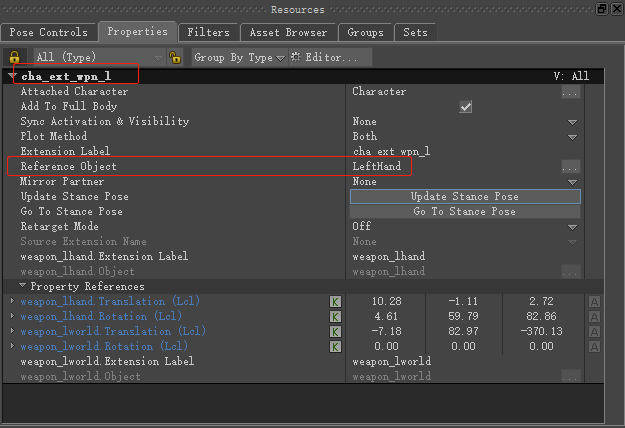 Resources
Pose Controls Properties Filters Asset Browser Groups Sets
All (Type) Group By Type Editor...
cha_ext_wpn_l V: All
Attached Character Character ...
Add To Full Body
Sync Activation & Visibility None
Plot Method Both
Extension Label cha_ext_wpn_l
Reference Object LeftHand ...
Mirror Partner None
Update Stance Pose Update Stance Pose
Go To Stance Pose Go To Stance Pose
Retarget Mode Off
Source Extension Name None
weapon_lhand.Extension Label weapon_lhand
weapon_lhand.Object weapon_lhand ...
Property References
weapon_lhand.Translation (Lcl) K 10.28 -1.11 2.72 A
weapon_lhand.Rotation (Lcl) K 4.61 59.79 82.86 A
weapon_lworld.Translation (Lcl) K -7.18 82.97 -370.13 A
weapon_lworld.Rotation (Lcl) K 0.00 0.00 0.00 A
weapon_lworld.Extension Label weapon_lworld
weapon_lworld.Object weapon_lworld ...